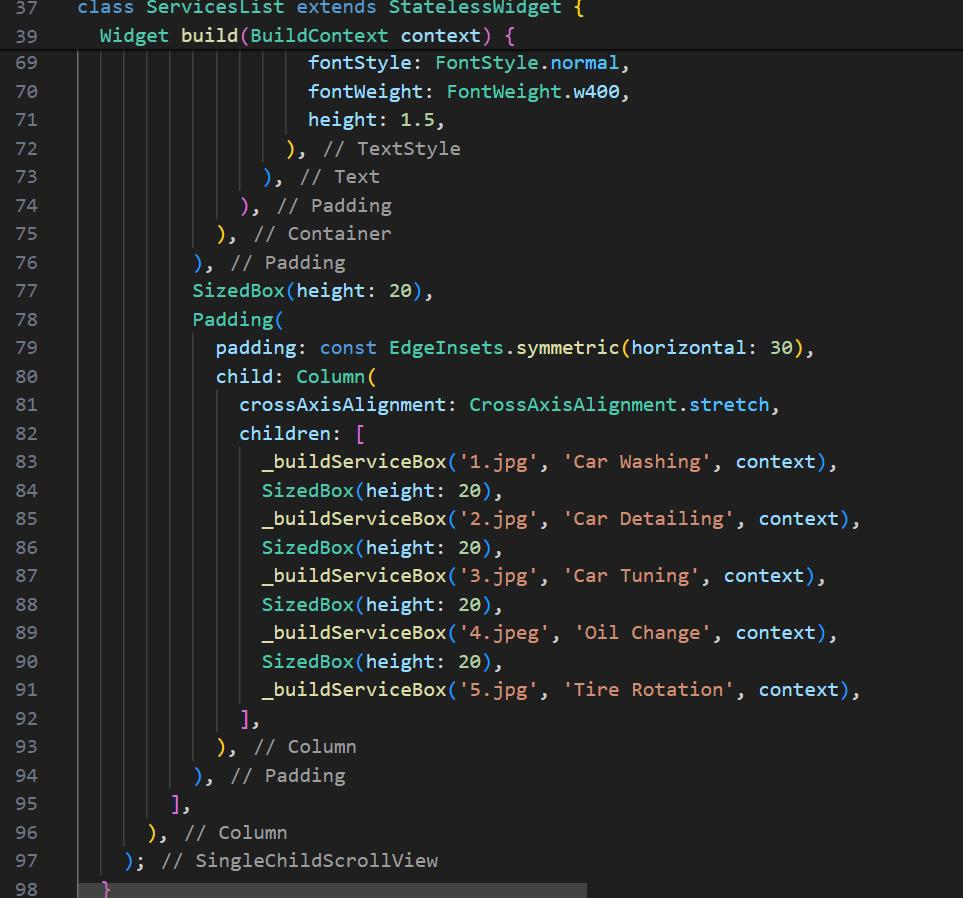 37 class ServicesList extends StatelessWidget {
39   Widget build(BuildContext context) {
69                     fontStyle: FontStyle.normal,
70                     fontWeight: FontWeight.w400,
71                     height: 1.5,
72                   ), // TextStyle
73                 ), // Text
74               ), // Padding
75             ), // Container
76           ), // Padding
77           SizedBox(height: 20),
78           Padding(
79             padding: const EdgeInsets.symmetric(horizontal: 30),
80             child: Column(
81               crossAxisAlignment: CrossAxisAlignment.stretch,
82               children: [
83                 _buildServiceBox('1.jpg', 'Car Washing', context),
84                 SizedBox(height: 20),
85                 _buildServiceBox('2.jpg', 'Car Detailing', context),
86                 SizedBox(height: 20),
87                 _buildServiceBox('3.jpg', 'Car Tuning', context),
88                 SizedBox(height: 20),
89                 _buildServiceBox('4.jpeg', 'Oil Change', context),
90                 SizedBox(height: 20),
91                 _buildServiceBox('5.jpg', 'Tire Rotation', context),
92               ],
93             ), // Column
94           ), // Padding
95         ],
96       ), // Column
97     ); // SingleChildScrollView
98   }